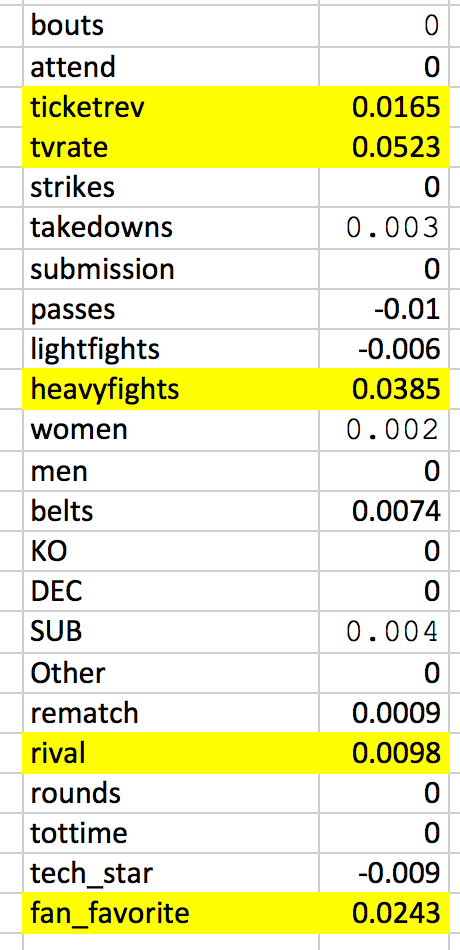 bouts 0
attend 0
ticketrev 0.0165
tvrate 0.0523
strikes 0
takedowns 0.003
submission 0
passes -0.01
lightfights -0.006
heavyfights 0.0385
women 0.002
men 0
belts 0.0074
KO 0
DEC 0
SUB 0.004
Other 0
rematch 0.0009
rival 0.0098
rounds 0
tottime 0
tech_star -0.009
fan_favorite 0.0243